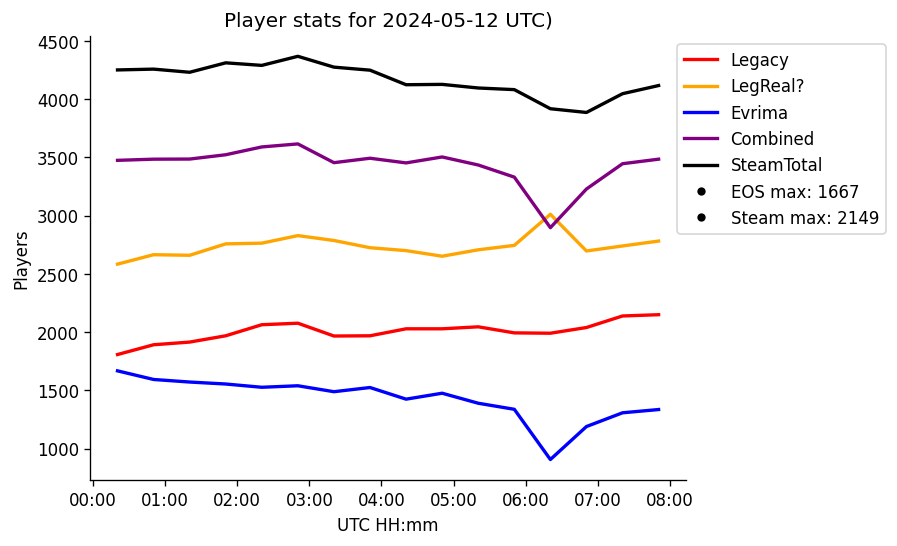 Player stats for 2024-05-12 UTC)
4500
4000
3500
3000
2500
2000
1500
1000
Players
00:00 01:00 02:00 03:00 04:00 05:00 06:00 07:00 08:00
UTC HH:mm
Legacy
LegReal?
Evrima
Combined
SteamTotal
EOS max: 1667
Steam max: 2149